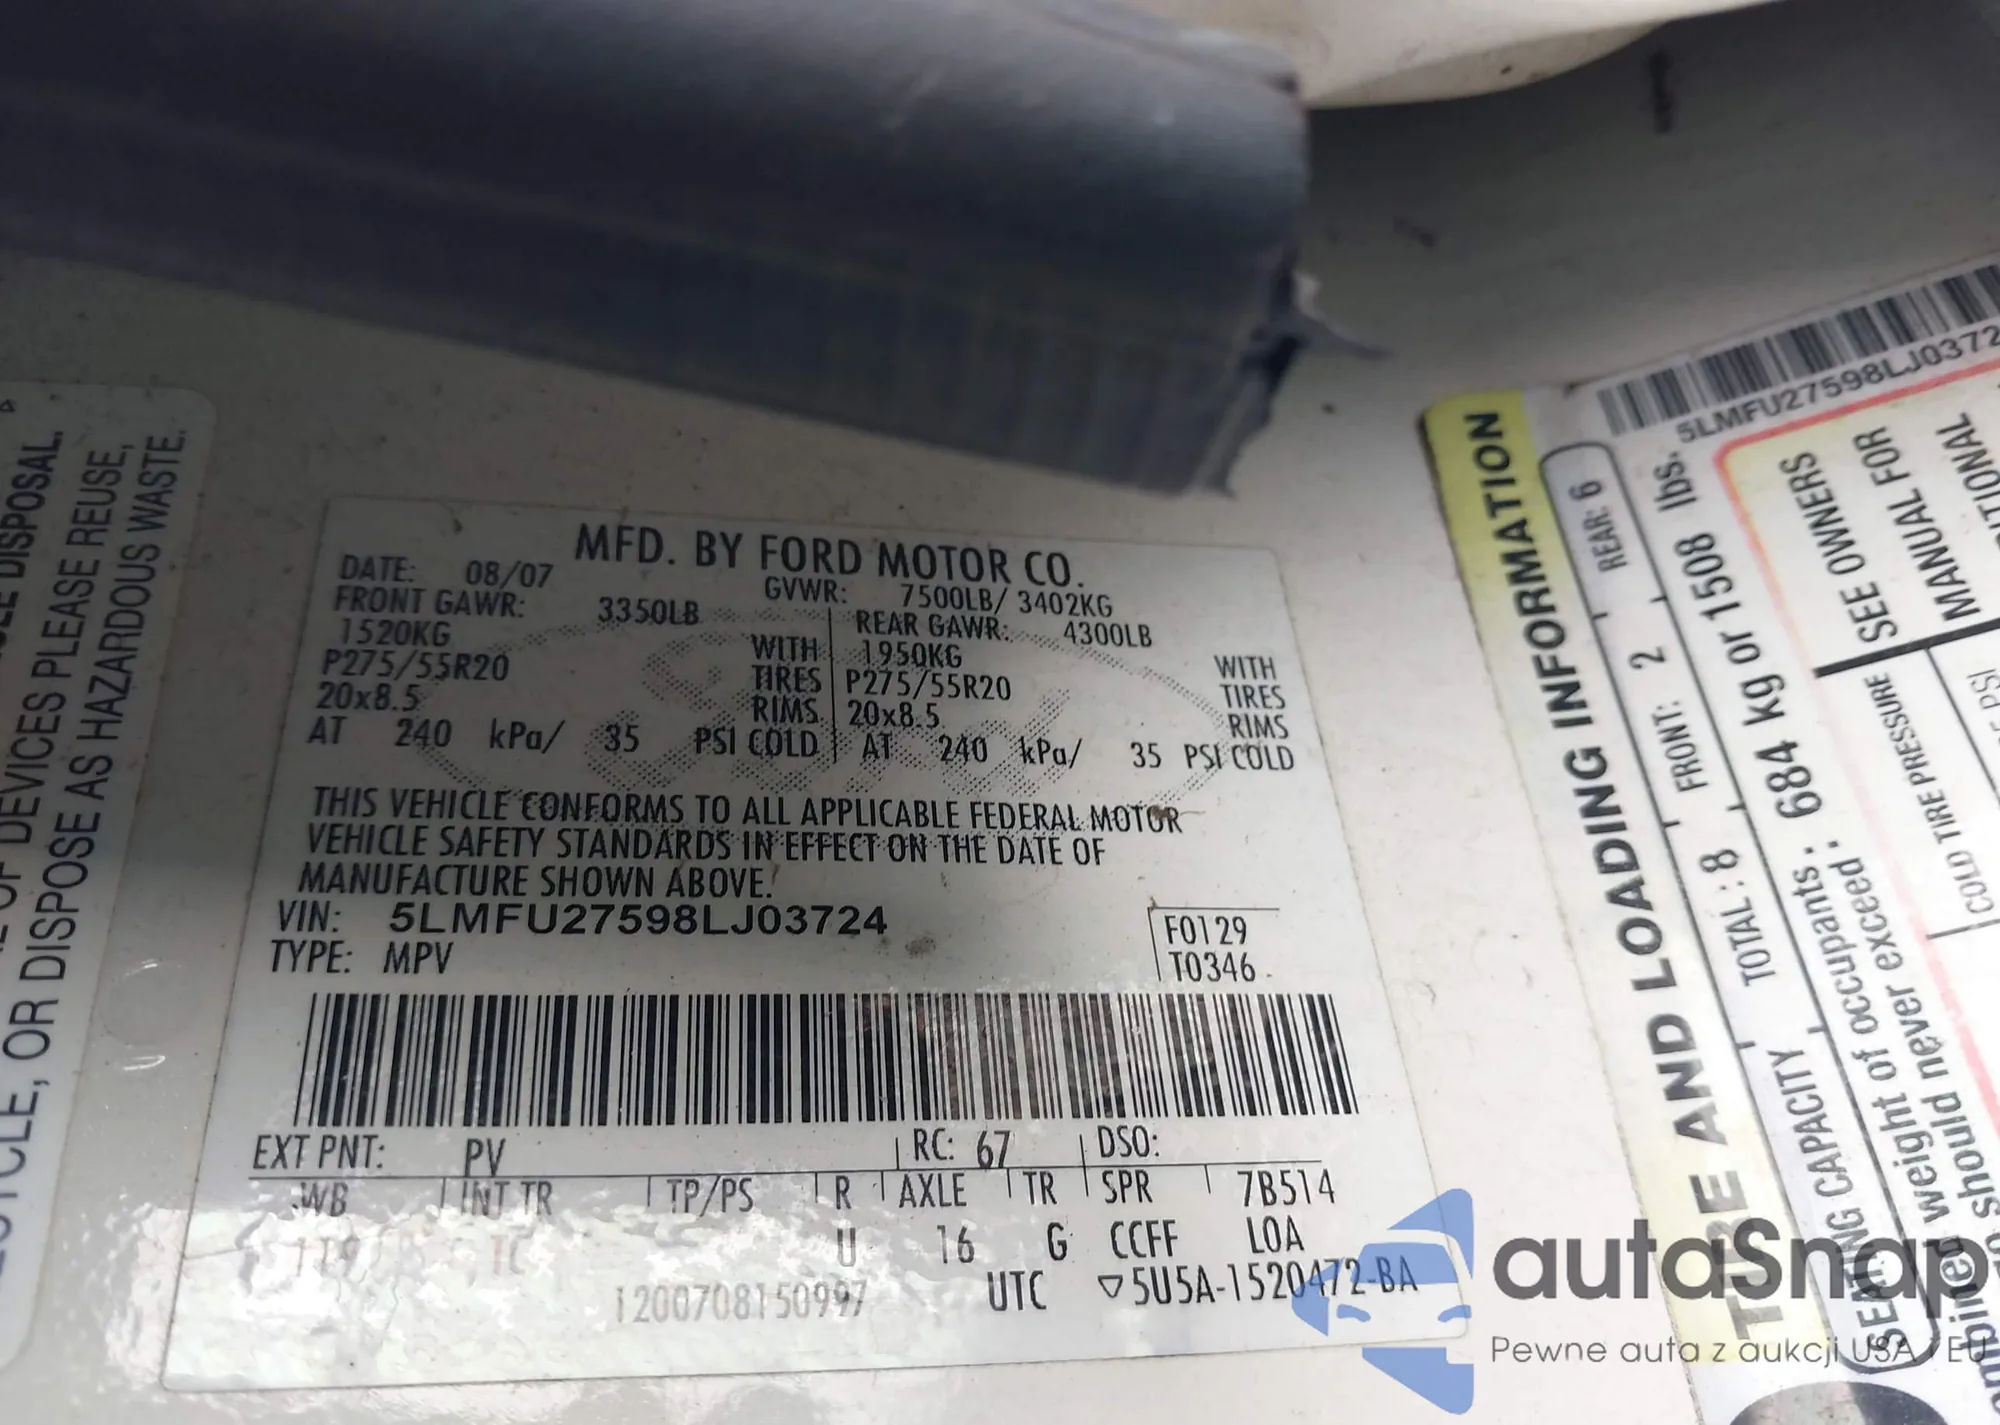 MFD. BY FORD MOTOR CO.
DATE: 08/07 GVWR: 7500LB/ 3402KG
FRONT GAWR: 3350LB REAR GAWR: 4300LB
1520KG WITH 1950KG WITH
P275/55R20 TIRES P275/55R20 TIRES
20x8.5 RIMS 20x8.5 RIMS
AT 240 kPa/ 35 PSI COLD AT 240 kPa/ 35 PSI COLD
THIS VEHICLE CONFORMS TO ALL APPLICABLE FEDERAL MOTOR
VEHICLE SAFETY STANDARDS IN EFFECT ON THE DATE OF
MANUFACTURE SHOWN ABOVE.
VIN: 5LMFU27598LJ03724
TYPE: MPV
F0129
T0346
EXT PNT: PV RC: 67 DSO:
WB INT TR TP/PS R AXLE TR SPR 7B514
119 U 16 G CCFF LOA
1200708150997 UTC ▽5U5A-1520472-BA
DISPOSAL.
OF DEVICES PLEASE REUSE,
OR DISPOSE AS HAZARDOUS WASTE.
5LMFU27598LJ0372
TIRE AND LOADING INFORMATION
SEATING CAPACITY TOTAL: 8 FRONT: 2 REAR: 6
weight of occupants: 684 kg or 1508 lbs.
should never exceed:
COLD TIRE PRESSURE
SEE OWNERS
MANUAL FOR
PSI
autaSnap
Pewne auta z aukcji USA i EU